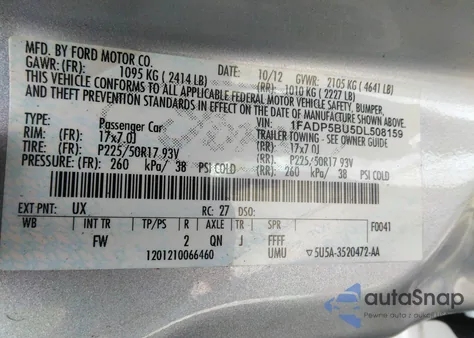 MFD. BY FORD MOTOR CO.
10/12 GVWR: 2105 KG ( 4641 LB)
GAWR: (FR): 1095 KG ( 2414 LB) (RR): 1010 KG ( 2227 LB)
THIS VEHICLE CONFORMS TO ALL APPLICABLE FEDERAL MOTOR VEHICLE SAFETY, BUMPER,
AND THEFT PREVENTION STANDARDS IN EFFECT ON THE DATE OF MANUFACTURE SHOWN ABOVE.
VIN: 1FADP5BU5DL508159
TYPE: Passenger Car TRAILER TOWING - SEE OWNER GUIDE
RIM: (FR) 17x7.0J (RR) 17x7.0J
TIRE: (FR) P225/50R17 93V (RR) P225/50R17 93V
PRESSURE: (FR) 260 kPa/ 38 PSI COLD (RR) 260 kPa/ 38 PSI COLD
EXT PNT: UX RC: 27 DSO: F0041
WB INT TR TP/PS R AXLE TR SPR
FW 2 QN J FFFF
1201210066460 UMU 5U5A-3520472-AA
autoSnap
Pewne auto z dostawą